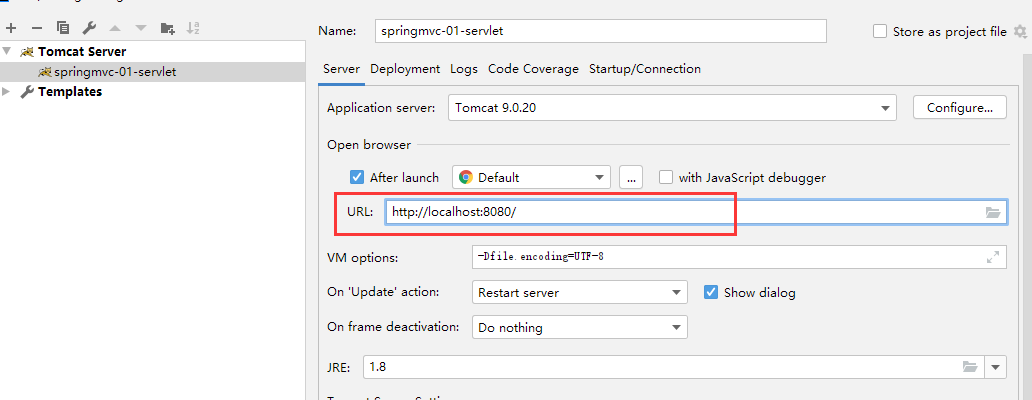 Name: springmvc-01-servlet Store as project file
Tomcat Server
springmvc-01-servlet
Templates
Server Deployment Logs Code Coverage Startup/Connection
Application server: Tomcat 9.0.20 Configure...
Open browser
After launch Default ... with JavaScript debugger
URL: http://localhost:8080/
VM options: -Dfile.encoding=UTF-8
On 'Update' action: Restart server Show dialog
On frame deactivation: Do nothing
JRE: 1.8